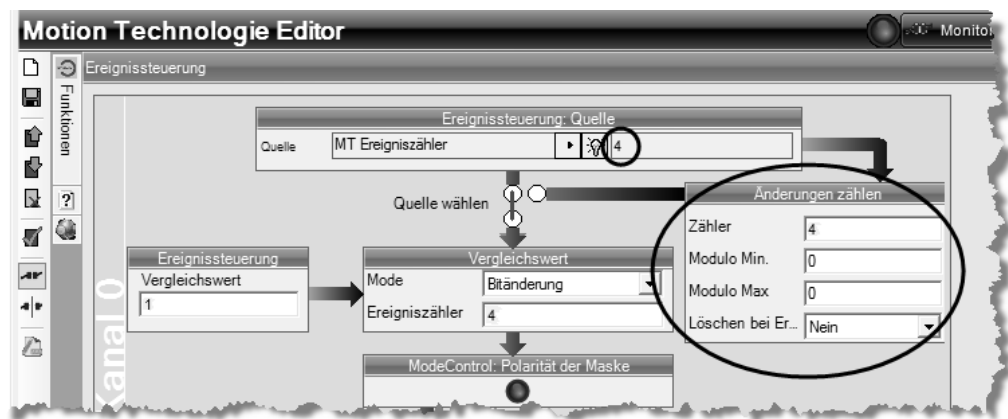 Motion Technologie Editor
Monitor
Ereignissteuerung
Funktionen
Ereignissteuerung: Quelle
Quelle
MT Ereigniszähler
4
Quelle wählen
Änderungen zählen
Zähler
4
Modulo Min.
0
Modulo Max
0
Löschen bei Er...
Nein
Ereignissteuerung
Vergleichswert
1
Vergleichswert
Mode
Bitänderung
Ereigniszähler
4
ModeControl: Polarität der Maske
Kanal 0